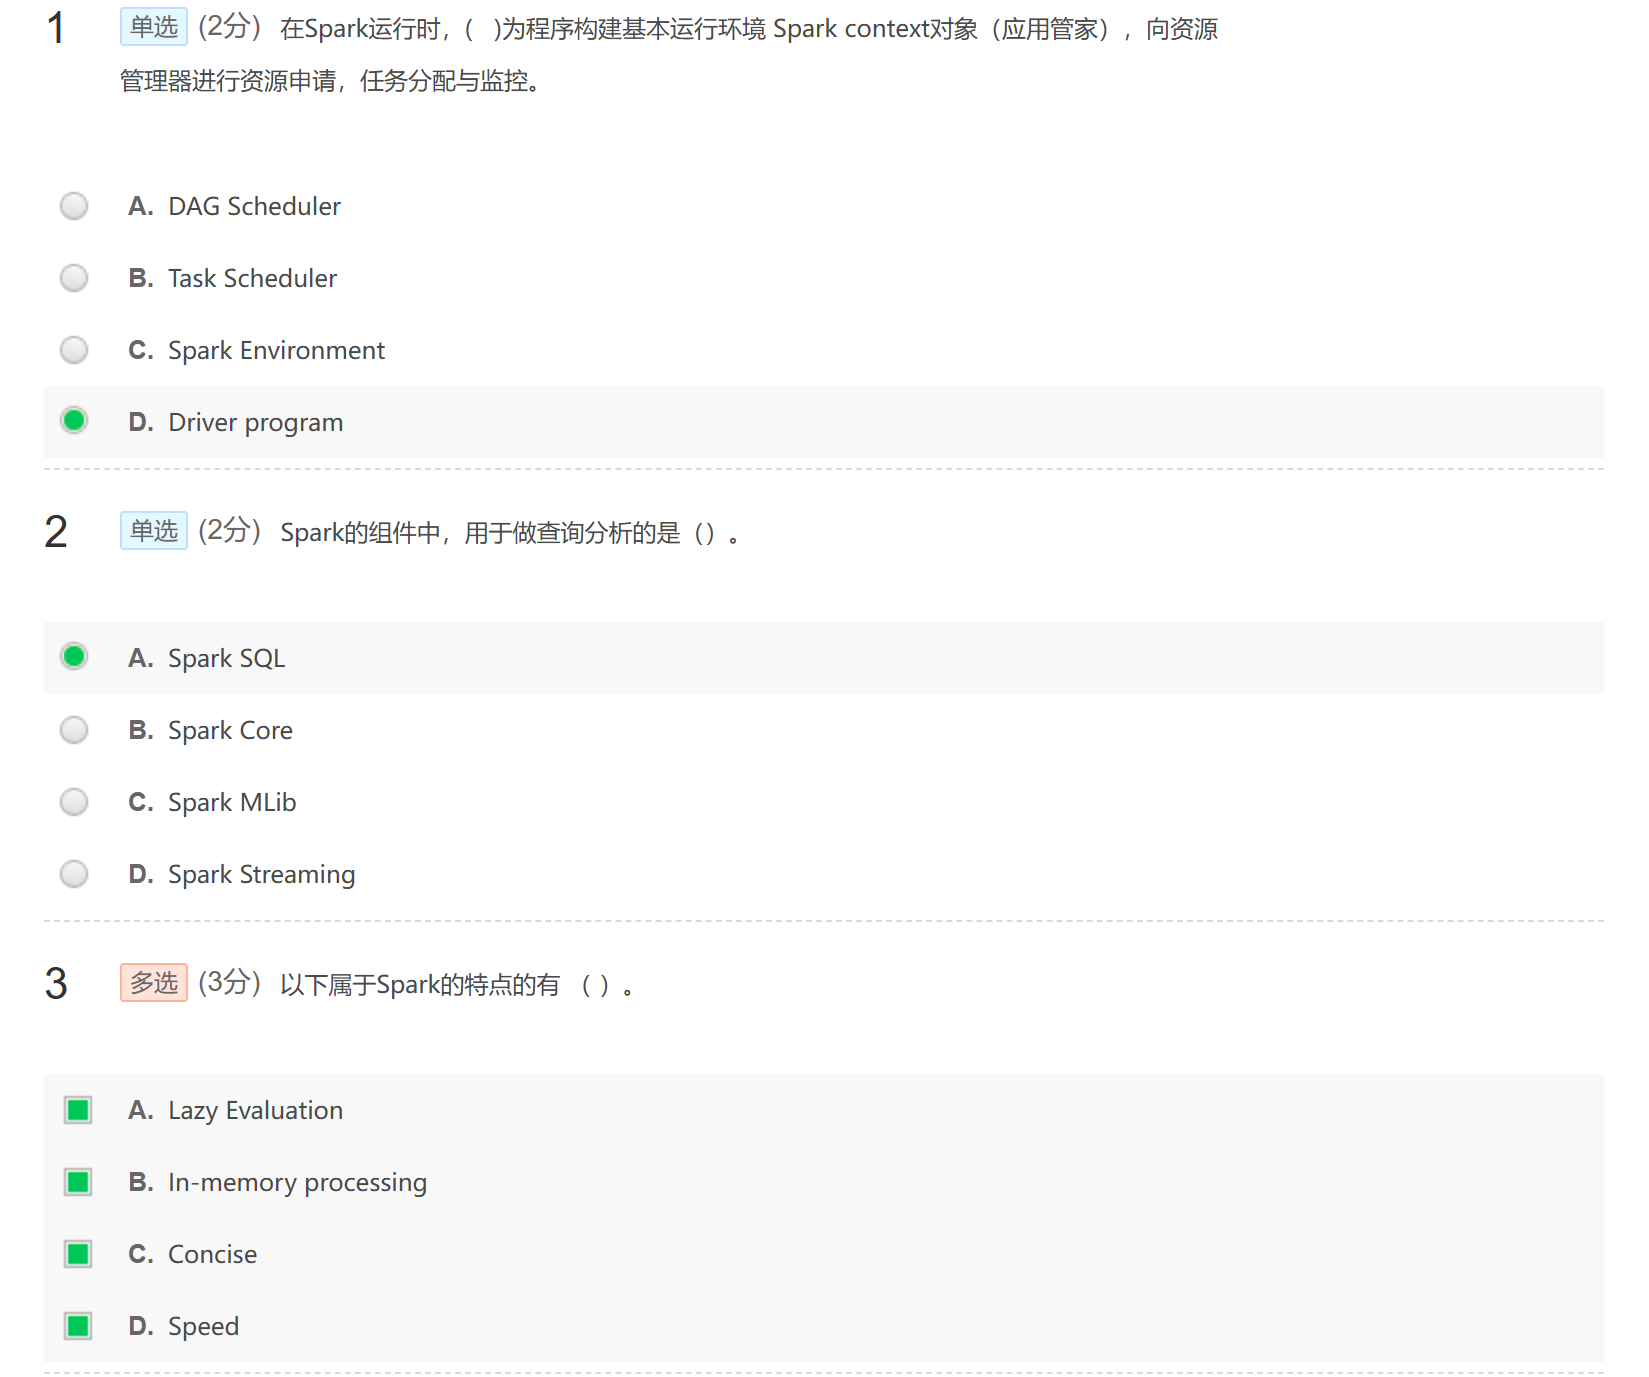 1 单选 (2分) 在Spark运行时，( )为程序构建基本运行环境 Spark context对象（应用管家），向资源
管理器进行资源申请，任务分配与监控。
A. DAG Scheduler
B. Task Scheduler
C. Spark Environment
D. Driver program
2 单选 (2分) Spark的组件中，用于做查询分析的是（）。
A. Spark SQL
B. Spark Core
C. Spark MLib
D. Spark Streaming
3 多选 (3分) 以下属于Spark的特点的有 （ ）。
A. Lazy Evaluation
B. In-memory processing
C. Concise
D. Speed